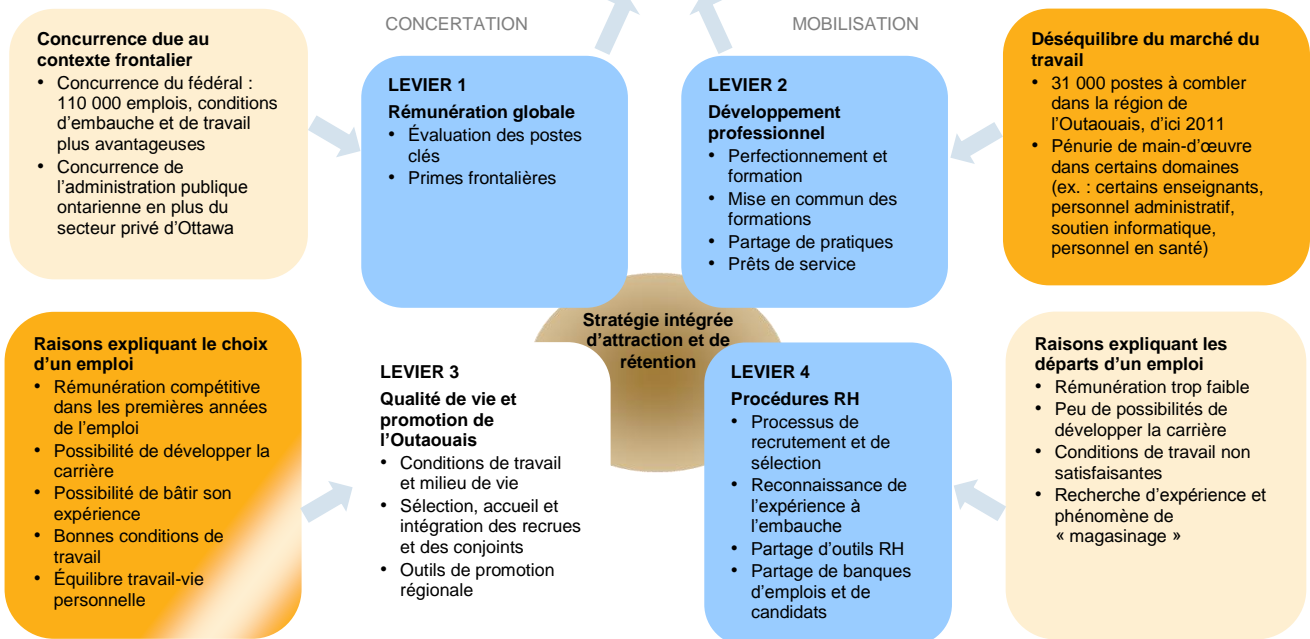 CONCERTATION
MOBILISATION
Concurrence due au
contexte frontalier
• Concurrence du fédéral :
110 000 emplois, conditions
d’embauche et de travail
plus avantageuses
• Concurrence de
l’administration publique
ontarienne en plus du
secteur privé d’Ottawa
LEVIER 1
Rémunération globale
• Évaluation des postes
clés
• Primes frontalières
LEVIER 2
Développement
professionnel
• Perfectionnement et
formation
• Mise en commun des
formations
• Partage de pratiques
• Prêts de service
Déséquilibre du marché du
travail
• 31 000 postes à combler
dans la région de
l’Outaouais, d’ici 2011
• Pénurie de main-d’œuvre
dans certains domaines
(ex. : certains enseignants,
personnel administratif,
soutien informatique,
personnel en santé)
Stratégie intégrée
d’attraction et de
rétention
Raisons expliquant le choix
d’un emploi
• Rémunération compétitive
dans les premières années
de l’emploi
• Possibilité de développer la
carrière
• Possibilité de bâtir son
expérience
• Bonnes conditions de
travail
• Équilibre travail-vie
personnelle
LEVIER 3
Qualité de vie et
promotion de
l’Outaouais
• Conditions de travail
et milieu de vie
• Sélection, accueil et
intégration des recrues
et des conjoints
• Outils de promotion
régionale
LEVIER 4
Procédures RH
• Processus de
recrutement et de
sélection
• Reconnaissance de
l’expérience à
l’embauche
• Partage d’outils RH
• Partage de banques
d’emplois et de
candidats
Raisons expliquant les
départs d’un emploi
• Rémunération trop faible
• Peu de possibilités de
développer la carrière
• Conditions de travail non
satisfaisantes
• Recherche d’expérience et
phénomène de
« magasinage »